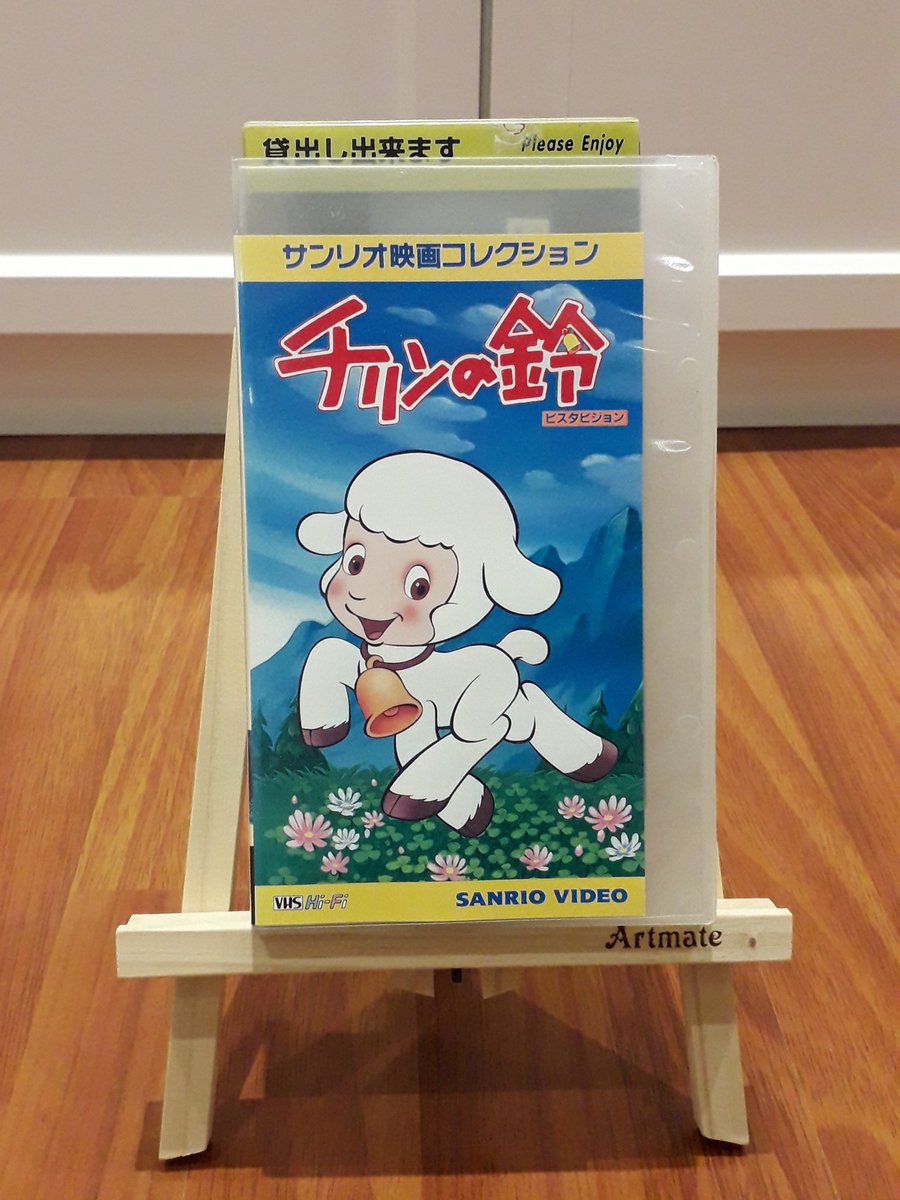 貸出し出来ます
Please Enjoy
サンリオ映画コレクション
チリンの鈴
ビスタビジョン
VHS Hi-Fi
SANRIO VIDEO
Artmate